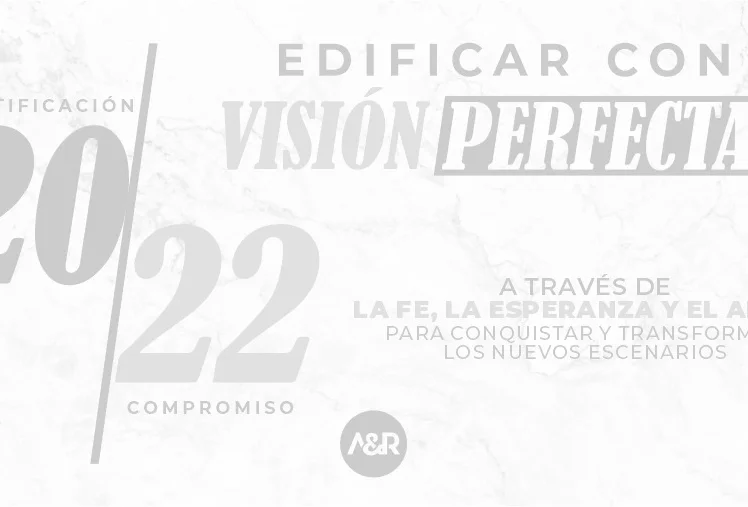 EDIFICAR CON
TIFICACIÓN
VISIÓN PERFECTA
20
22
A TRAVÉS DE
LA FE, LA ESPERANZA Y EL A
PARA CONQUISTAR Y TRANSFORM
LOS NUEVOS ESCENARIOS
COMPROMISO
A&R